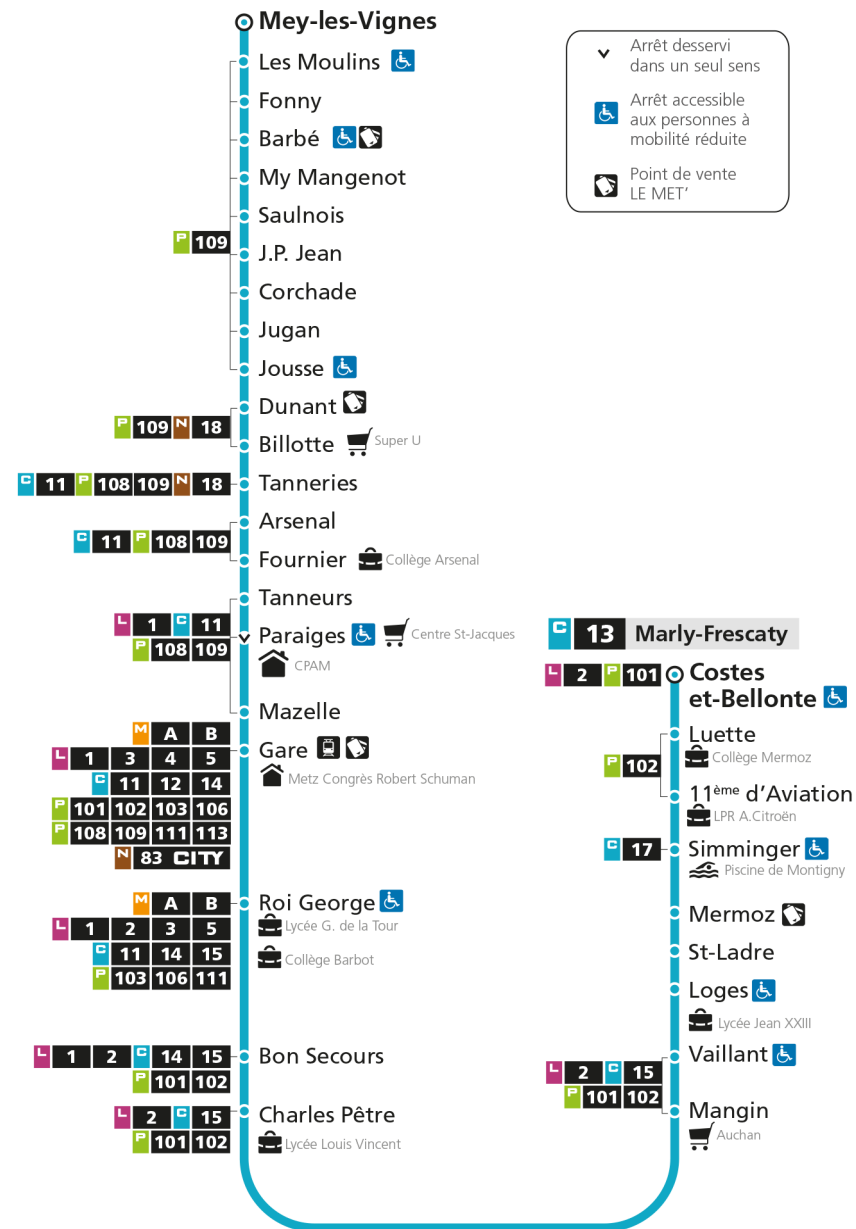 Mey-les-Vignes
Les Moulins
Fonny
Barbé
My Mangenot
Saulnois
P 109
J.P. Jean
Corchade
Jugan
Jousse
Dunant
P 109 N 18
Billotte Super U
C 11 P 108 109 N 18 Tanneries
Arsenal
C 11 P 108 109
Fournier Collège Arsenal
Tanneurs
L 1 C 11
P 108 109
Paraiges Centre St-Jacques
CPAM
Mazelle
M A B
L 1 3 4 5
C 11 12 14
P 101 102 103 106
P 108 109 111 113
N 83 CITY
Gare
Metz Congrès Robert Schuman
M A B
L 1 2 3 5
C 11 14 15
P 103 106 111
Roi George
Lycée G. de la Tour
Collège Barbot
L 1 2 C 14 15
P 101 102
Bon Secours
L 2 C 15
P 101 102
Charles Pêtre
Lycée Louis Vincent
Arrêt desservi
dans un seul sens
Arrêt accessible
aux personnes à
mobilité réduite
Point de vente
LE MET’
C 13 Marly-Frescaty
L 2 P 101
Costes
et-Bellonte
Luette
Collège Mermoz
P 102
11ème d’Aviation
LPR A.Citroën
C 17 Simminger
Piscine de Montigny
Mermoz
St-Ladre
Loges
Lycée Jean XXIII
Vaillant
L 2 C 15
P 101 102
Mangin
Auchan